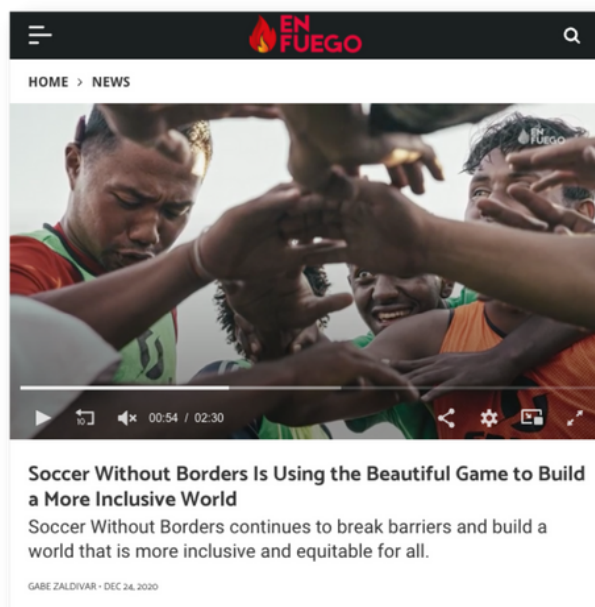 EN
FUEGO
HOME > NEWS
EN
FUEGO
10
00:54 / 02:30
Soccer Without Borders Is Using the Beautiful Game to Build
a More Inclusive World
Soccer Without Borders continues to break barriers and build a
world that is more inclusive and equitable for all.
GABE ZALDIVAR • DEC 24, 2020